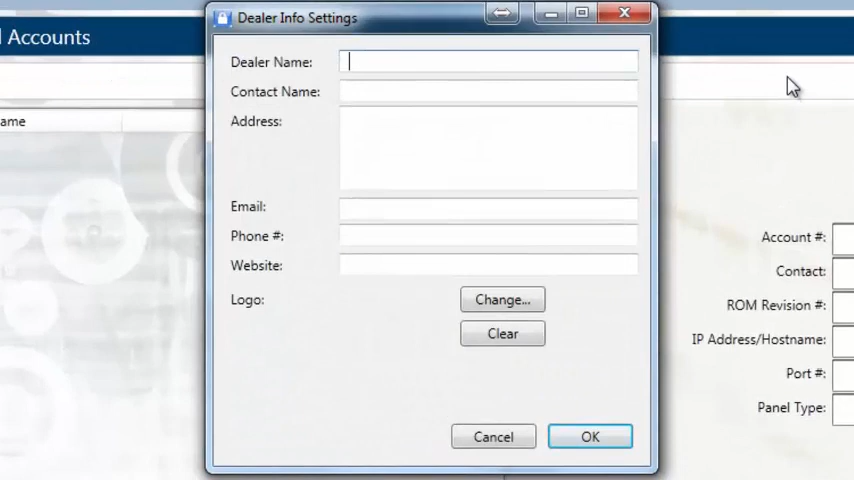 Dealer Info Settings
l Accounts
Dealer Name:
Contact Name:
ame
Address:
Email:
Phone #:
Website:
Logo:
Change...
Clear
Cancel
OK
Account #:
Contact:
ROM Revision #:
IP Address/Hostname:
Port #:
Panel Type: